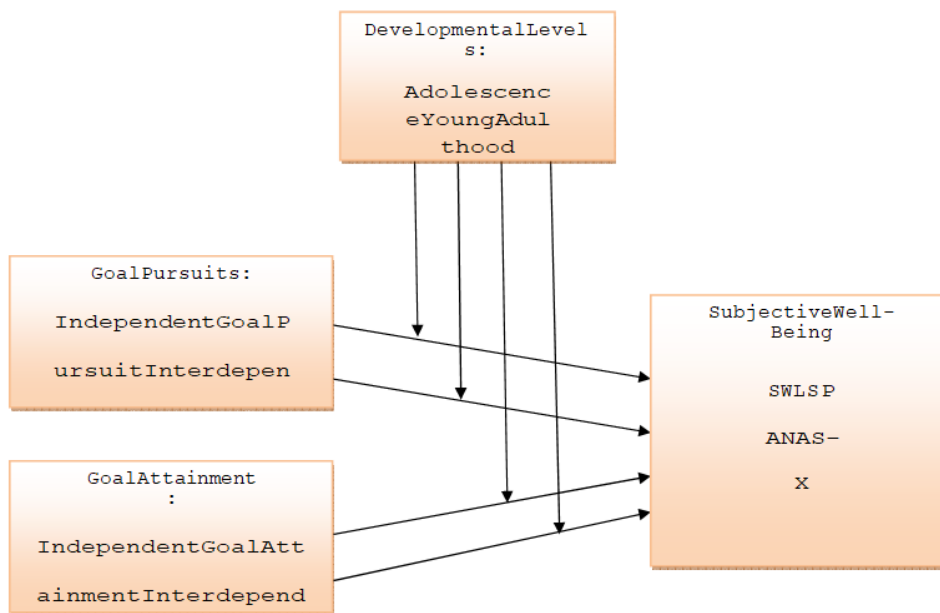 DevelopmentalLevel
s:
Adolescenc
eYoungAdul
thood
GoalPursuits:
IndependentGoalP
ursuitInterdepen
SubjectiveWell-
Being
SWLSP
ANAS-
X
GoalAttainment
:
IndependentGoalAtt
ainmentInterdepend